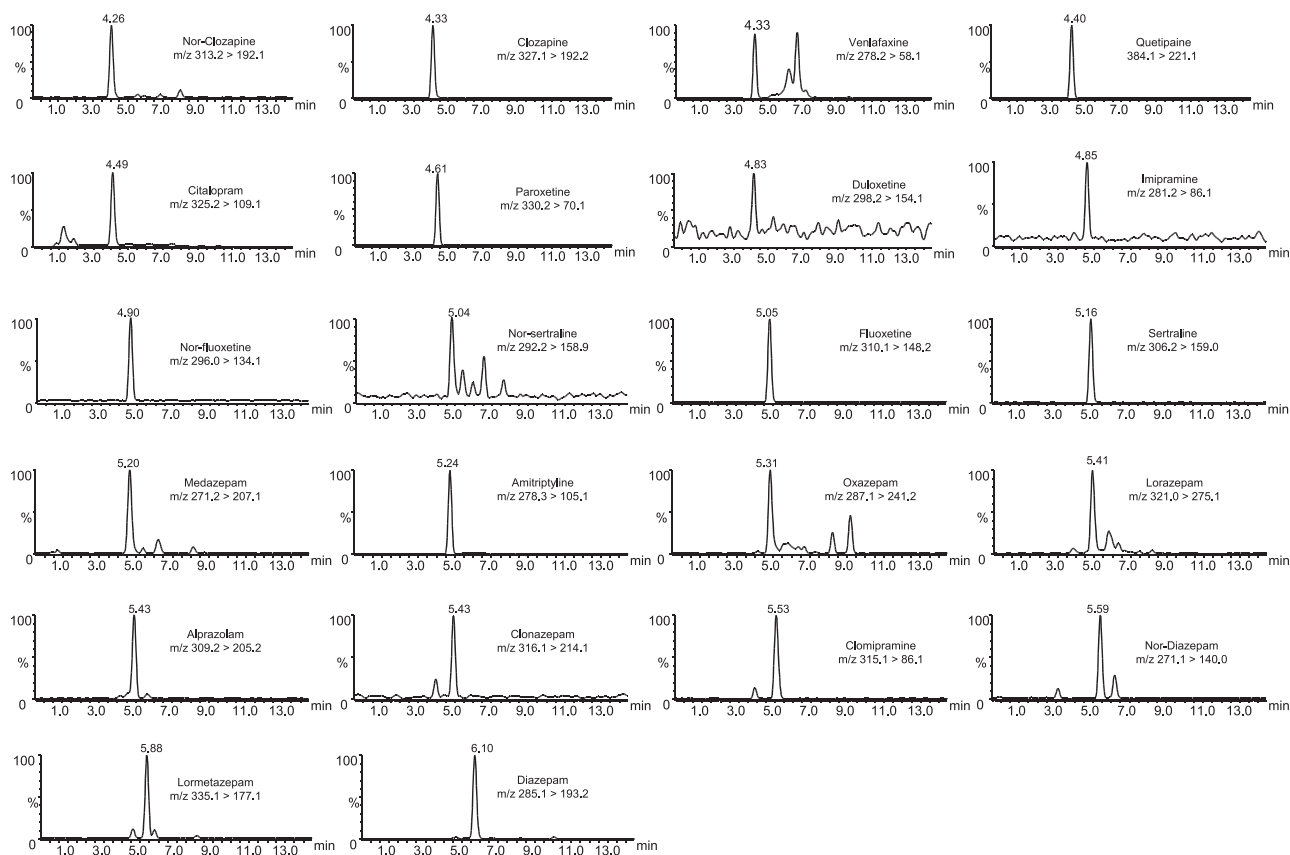 4.26
100
Nor-Clozapine
m/z 313.2 > 192.1
%
0
1.0 3.0 5.0 7.0 9.0 11.0 13.0 min
4.33
100
Clozapine
m/z 327.1 > 192.2
%
0
1.0 3.0 5.0 7.0 9.0 11.0 13.0 min
4.33
100
Venlafaxine
m/z 278.2 > 58.1
%
0
1.0 3.0 5.0 7.0 9.0 11.0 13.0 min
4.40
100
Quetipaine
384.1 > 221.1
%
0
1.0 3.0 5.0 7.0 9.0 11.0 13.0 min
4.49
100
Citalopram
m/z 325.2 > 109.1
%
0
1.0 3.0 5.0 7.0 9.0 11.0 13.0 min
4.61
100
Paroxetine
m/z 330.2 > 70.1
%
0
1.0 3.0 5.0 7.0 9.0 11.0 13.0 min
4.83
100
Duloxetine
m/z 298.2 > 154.1
%
0
1.0 3.0 5.0 7.0 9.0 11.0 13.0 min
4.85
100
Imipramine
m/z 281.2 > 86.1
%
0
1.0 3.0 5.0 7.0 9.0 11.0 13.0 min
4.90
100
Nor-fluoxetine
m/z 296.0 > 134.1
%
0
1.0 3.0 5.0 7.0 9.0 11.0 13.0 min
5.04
100
Nor-sertraline
m/z 292.2 > 158.9
%
0
1.0 3.0 5.0 7.0 9.0 11.0 13.0 min
5.05
100
Fluoxetine
m/z 310.1 > 148.2
%
0
1.0 3.0 5.0 7.0 9.0 11.0 13.0 min
5.16
100
Sertraline
m/z 306.2 > 159.0
%
0
1.0 3.0 5.0 7.0 9.0 11.0 13.0 min
5.20
100
Medazepam
m/z 271.2 > 207.1
%
0
1.0 3.0 5.0 7.0 9.0 11.0 13.0 min
5.24
100
Amitriptyline
m/z 278.3 > 105.1
%
0
1.0 3.0 5.0 7.0 9.0 11.0 13.0 min
5.31
100
Oxazepam
m/z 287.1 > 241.2
%
0
1.0 3.0 5.0 7.0 9.0 11.0 13.0 min
5.41
100
Lorazepam
m/z 321.0 > 275.1
%
0
1.0 3.0 5.0 7.0 9.0 11.0 13.0 min
5.43
100
Alprazolam
m/z 309.2 > 205.2
%
0
1.0 3.0 5.0 7.0 9.0 11.0 13.0 min
5.43
100
Clonazepam
m/z 316.1 > 214.1
%
0
1.0 3.0 5.0 7.0 9.0 11.0 13.0 min
5.53
100
Clomipramine
m/z 315.1 > 86.1
%
0
1.0 3.0 5.0 7.0 9.0 11.0 13.0 min
5.59
100
Nor-Diazepam
m/z 271.1 > 140.0
%
0
1.0 3.0 5.0 7.0 9.0 11.0 13.0 min
5.88
100
Lormetazepam
m/z 335.1 > 177.1
%
0
1.0 3.0 5.0 7.0 9.0 11.0 13.0 min
6.10
100
Diazepam
m/z 285.1 > 193.2
%
0
1.0 3.0 5.0 7.0 9.0 11.0 13.0 min